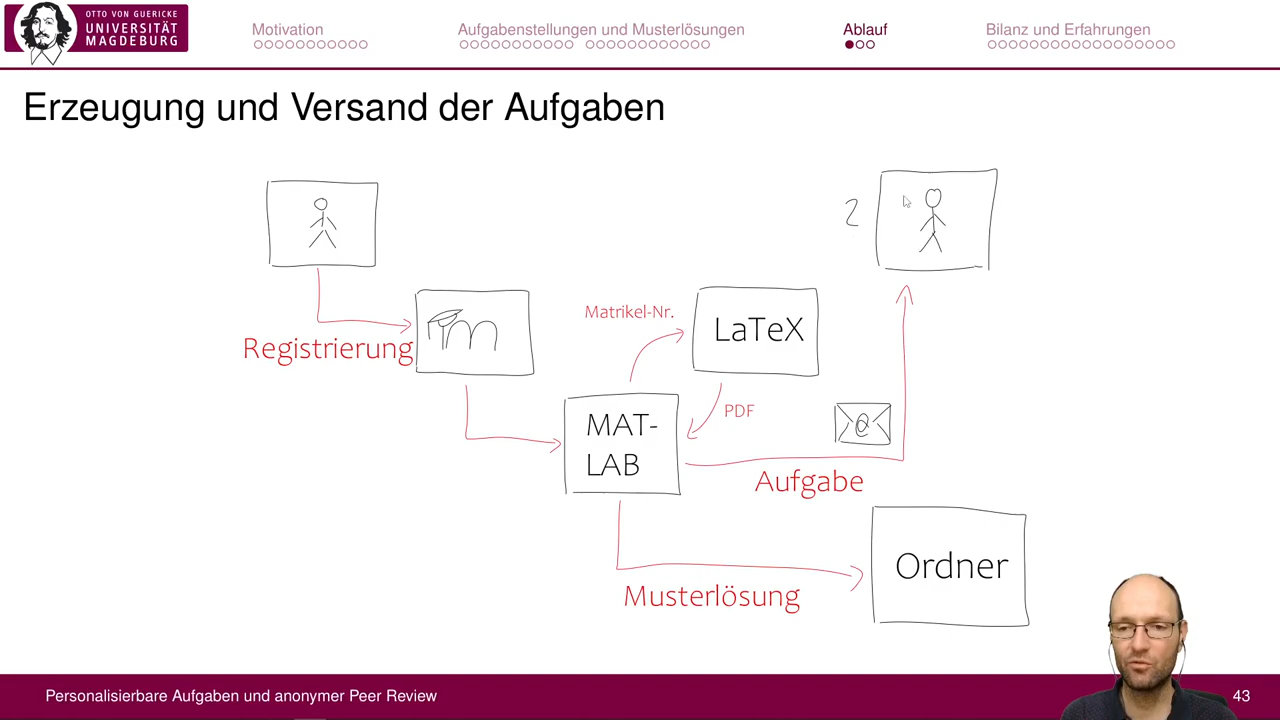 OTTO VON GUERICKE
UNIVERSITÄT
MAGDEBURG
Motivation
Aufgabenstellungen und Musterlösungen
Ablauf
Bilanz und Erfahrungen
Erzeugung und Versand der Aufgaben
2
Matrikel-Nr.
LaTeX
m
Registrierung
PDF
MAT-
LAB
@
Aufgabe
Ordner
Musterlösung
Personalisierbare Aufgaben und anonymer Peer Review
43